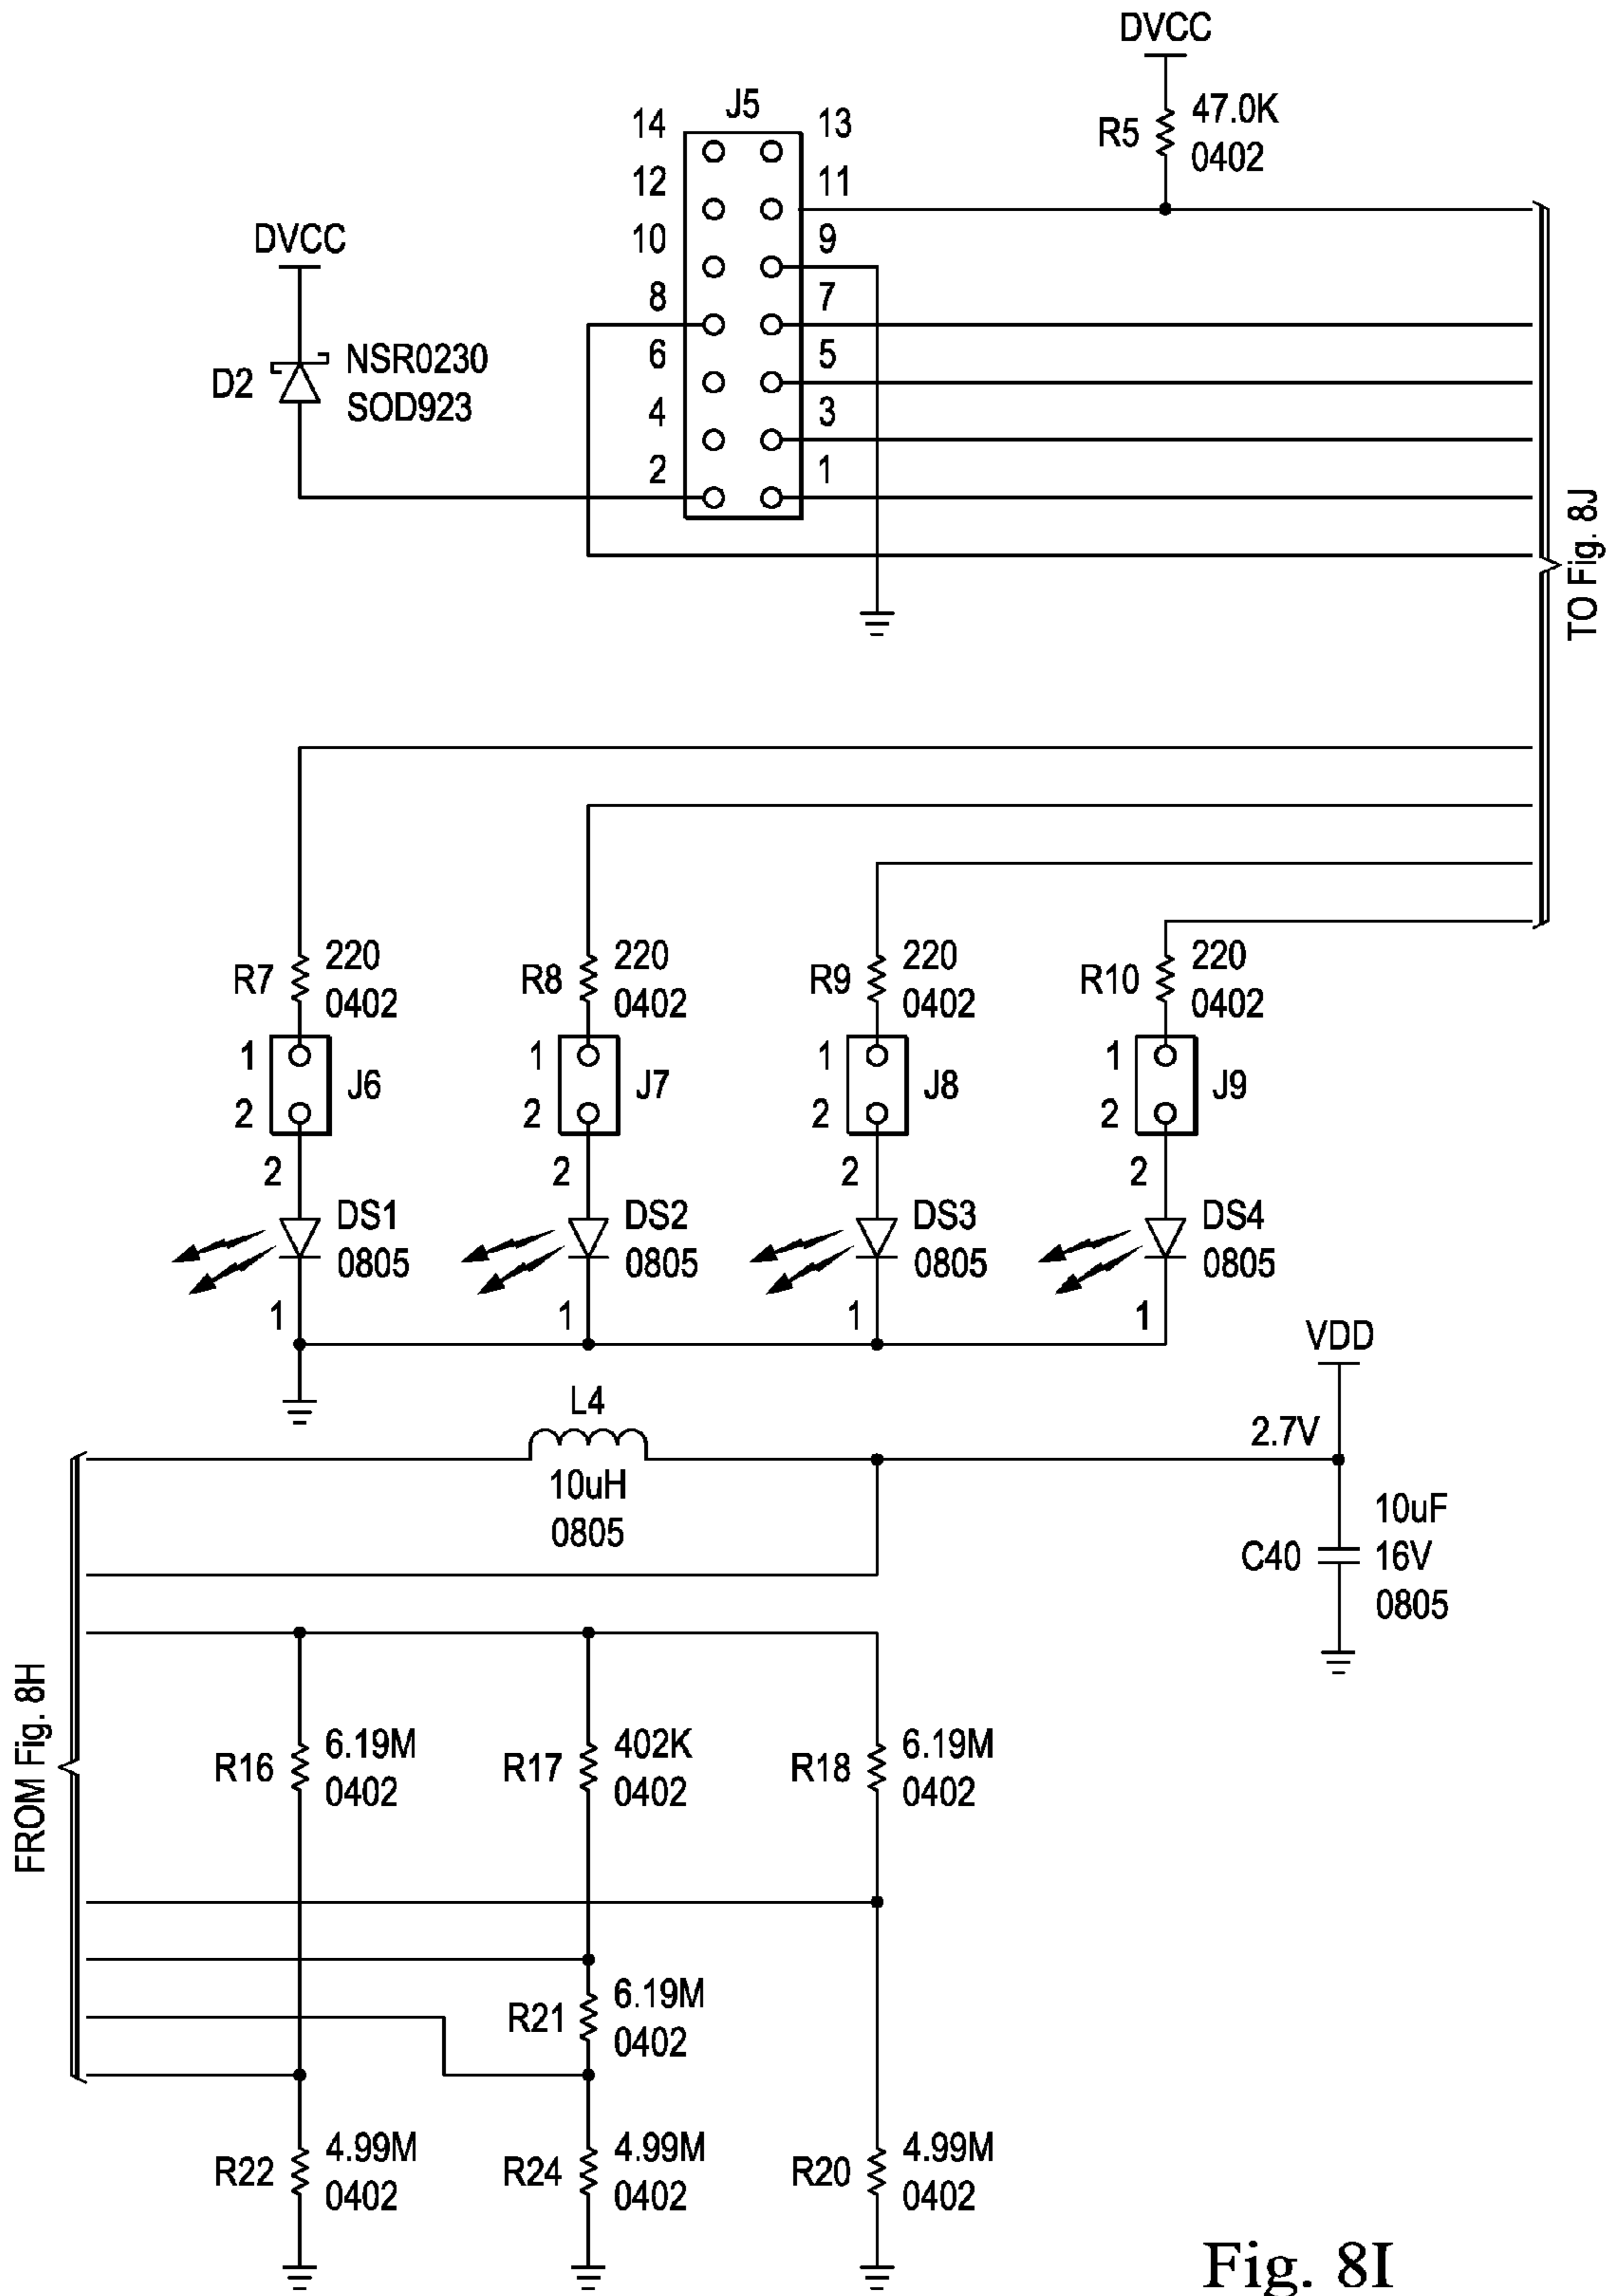 DVCC
J5
14
13
R5
47.0K
0402
12
11
DVCC
10
9
8
7
D2
NSR0230
SOD923
6
5
4
3
2
1
TO Fig. 8J
R7
220
0402
R8
220
0402
R9
220
0402
R10
220
0402
1
2
J6
1
2
J7
1
2
J8
1
2
J9
2
DS1
0805
1
2
DS2
0805
1
2
DS3
0805
1
2
DS4
0805
1
VDD
L4
2.7V
10uH
0805
C40
10uF
16V
0805
FROM Fig. 8H
R16
6.19M
0402
R17
402K
0402
R18
6.19M
0402
R21
6.19M
0402
R22
4.99M
0402
R24
4.99M
0402
R20
4.99M
0402
Fig. 8I